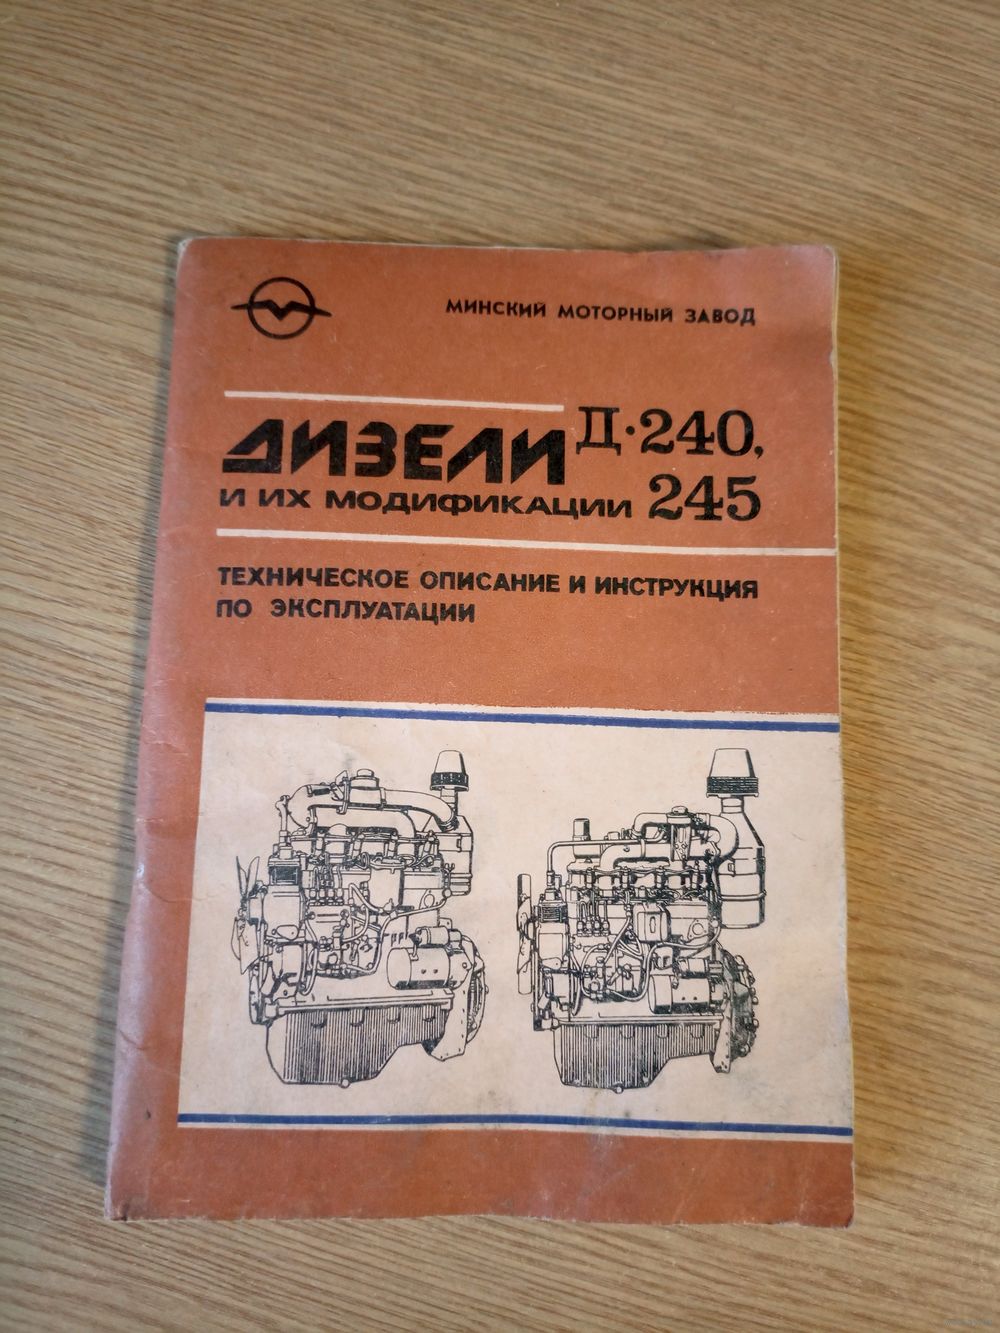 МИНСКИЙ МОТОРНЫЙ ЗАВОД
ДИЗЕЛИ Д-240,
И ИХ МОДИФИКАЦИИ 245
ТЕХНИЧЕСКОЕ ОПИСАНИЕ И ИНСТРУКЦИЯ
ПО ЭКСПЛУАТАЦИИ